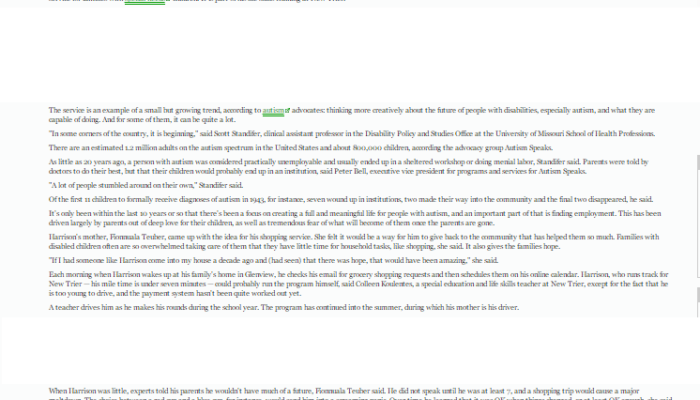 The service is an example of a small but growing trend, according to autism advocates: thinking more creatively about the future of people with disabilities, especially autism, and what they are
capable of doing. And for some of them, it can be quite a lot.
"In some corners of the country, it is beginning," said Scott Standifer, clinical assistant professor in the Disability Policy and Studies Office at the University of Missouri School of Health Professions.
There are an estimated 1.2 million adults on the autism spectrum in the United States and about 800,000 children, according the advocacy group Autism Speaks.
As little as 20 years ago, a person with autism was considered practically unemployable and usually ended up in a sheltered workshop or doing menial labor, Standifer said. Parents were told by
doctors to do their best, but that their children would probably end up in an institution, said Peter Bell, executive vice president for programs and services for Autism Speaks.
"A lot of people stumbled around on their own," Standifer said.
Of the first 11 children to formally receive diagnoses of autism in 1943, for instance, seven wound up in institutions, two made their way into the community and the final two disappeared, he said.
It's only been within the last 10 years or so that there's been a focus on creating a full and meaningful life for people with autism, and an important part of that is finding employment. This has been
driven largely by parents out of deep love for their children, as well as tremendous fear of what will become of them once the parents are gone.
Harrison's mother, Fionnuala Teuber, came up with the idea for his shopping service. She felt it would be a way for him to give back to the community that has helped them so much. Families with
disabled children often are so overwhelmed taking care of them that they have little time for household tasks, like shopping, she said. It also gives the families hope.
"If I had someone like Harrison come into my house a decade ago and (had seen) that there was hope, that would have been amazing," she said.
Each morning when Harrison wakes up at his family's home in Glenview, he checks his email for grocery shopping requests and then schedules them on his online calendar. Harrison, who runs track for
New Trier — his mile time is under seven minutes — could probably run the program himself, said Colleen Koulentes, a special education and life skills teacher at New Trier, except for the fact that he
is too young to drive, and the payment system hasn't been quite worked out yet.
A teacher drives him as he makes his rounds during the school year. The program has continued into the summer, during which his mother is his driver.
When Harrison was little, experts told his parents he wouldn't have much of a future, Fionnuala Teuber said. He did not speak until he was at least 7, and a shopping trip would cause a major